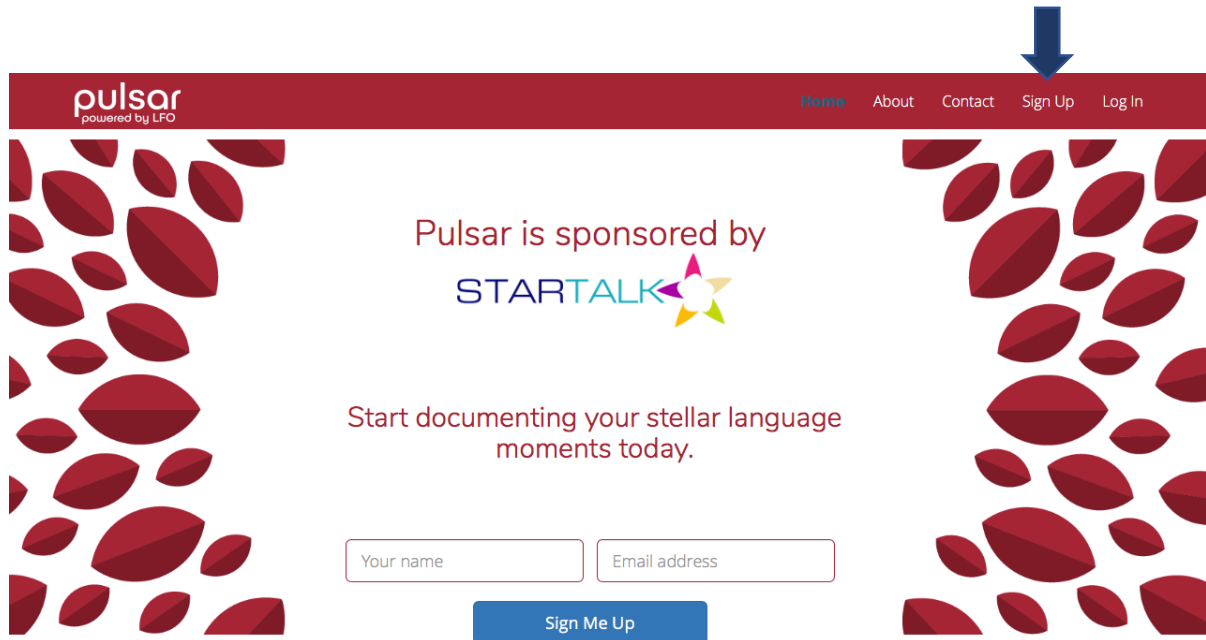 pulsar
powered by LFO
Home About Contact Sign Up Log In
Pulsar is sponsored by
STARTALK
Start documenting your stellar language
moments today.
Your name Email address
Sign Me Up